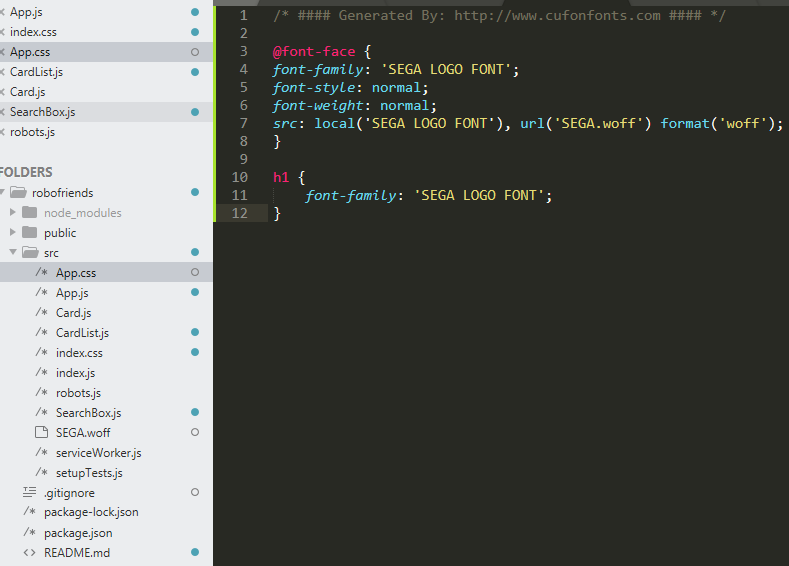 App.js
index.css
App.css
CardList.js
Card.js
SearchBox.js
robots.js
FOLDERS
robofriends
node_modules
public
src
/* App.css
/* App.js
/* Card.js
/* CardList.js
/* index.css
/* index.js
/* robots.js
/* SearchBox.js
SEGA.woff
/* serviceWorker.js
/* setupTests.js
.gitignore
/* package-lock.json
/* package.json
<> README.md
1 /* #### Generated By: http://www.cufonfonts.com #### */
2
3 @font-face {
4 font-family: 'SEGA LOGO FONT';
5 font-style: normal;
6 font-weight: normal;
7 src: local('SEGA LOGO FONT'), url('SEGA.woff') format('woff');
8 }
9
10 h1 {
11 font-family: 'SEGA LOGO FONT';
12 }